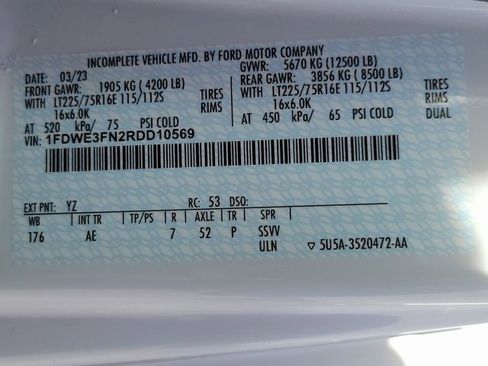 INCOMPLETE VEHICLE MFD. BY FORD MOTOR COMPANY
DATE: 03/23 GVWR: 5670 KG (12500 LB)
FRONT GAWR: 1905 KG ( 4200 LB) REAR GAWR: 3856 KG ( 8500 LB)
WITH LT225/75R16E 115/112S TIRES WITH LT225/75R16E 115/112S TIRES
16x6.0K RIMS 16x6.0K RIMS
AT 520 kPa/ 75 PSI COLD AT 450 kPa/ 65 PSI COLD DUAL
VIN: 1FDWE3FN2RDD10569
EXT PNT: YZ RC: 53 DSO:
WB INT TR TP/PS R AXLE TR SPR
176 AE 7 52 P SSVV
ULN ▽ 5U5A-3520472-AA